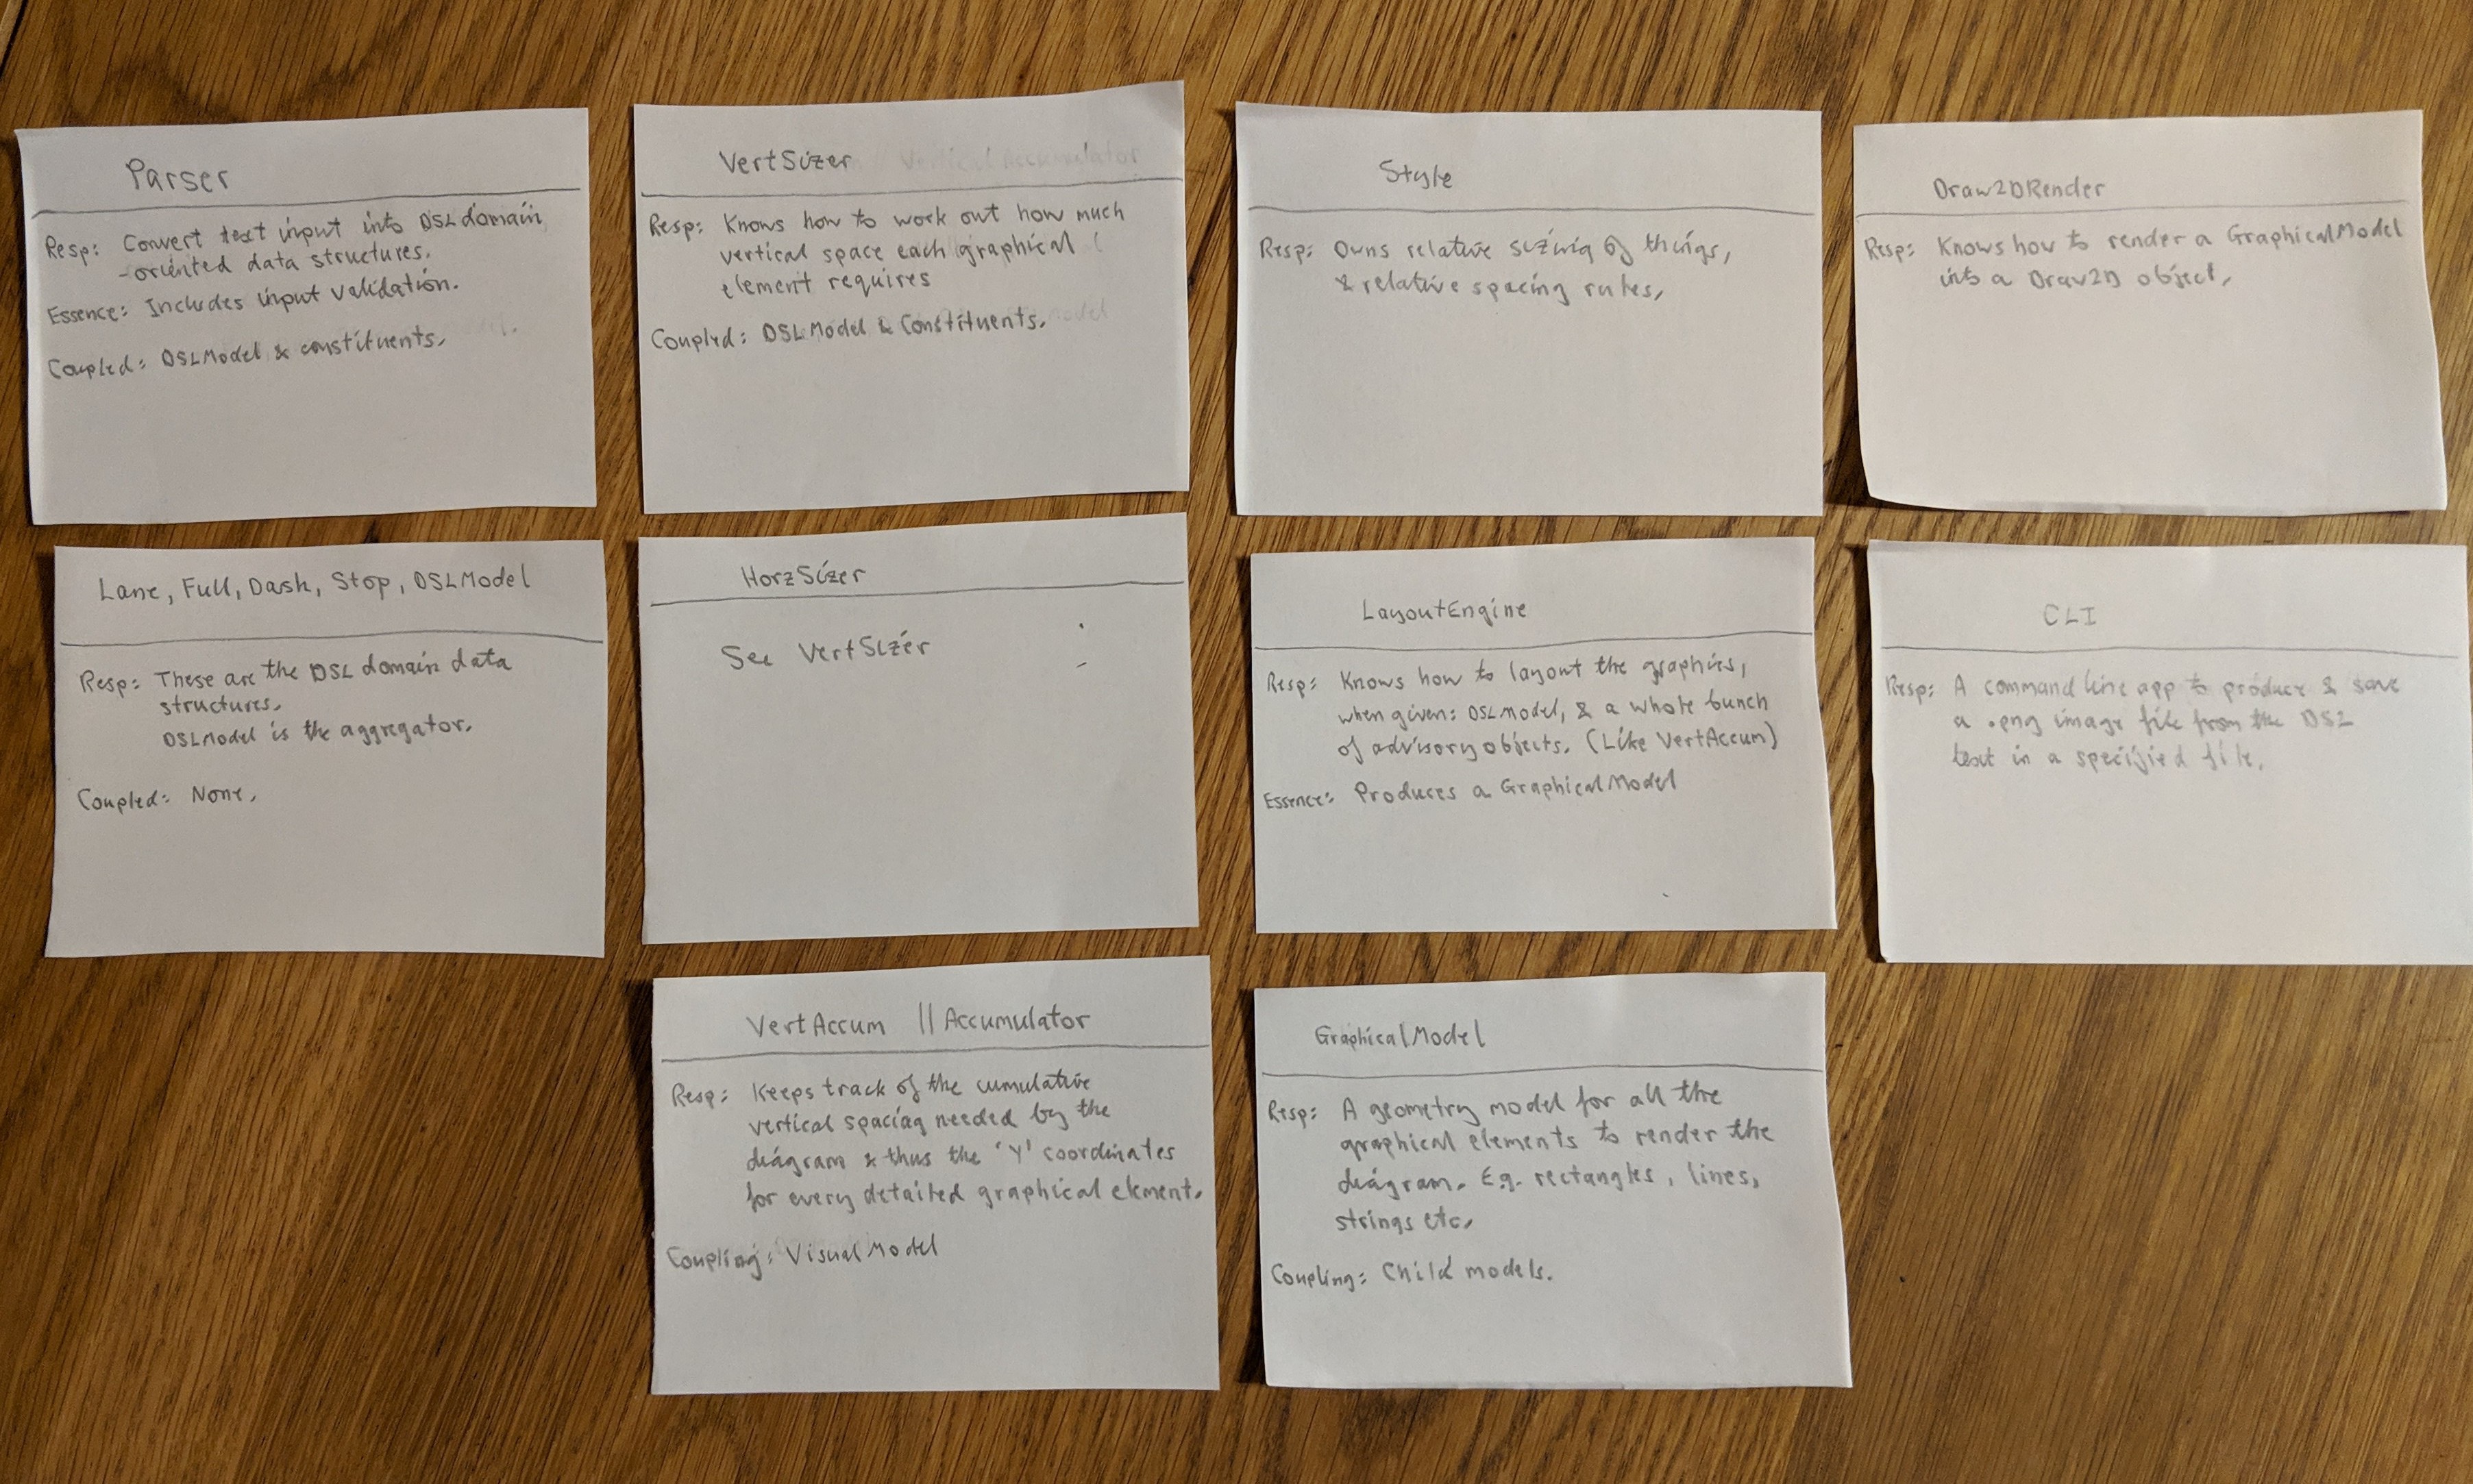 Parser
Resp: Convert text input into DSL domain
-oriented data structures.
Essence: Includes input validation.
Coupled: DSLModel & constituents.
VertSizer
Resp: Knows how to work out how much
vertical space each graphical
element requires
Coupled: DSLModel & Constituents.
Style
Resp: Owns relative sizing of things,
& relative spacing rules,
Draw2DRender
Resp: Knows how to render a GraphicalModel
into a Draw2D object,
Lane, Full, Dash, Stop, DSLModel
Resp: These are the DSL domain data
structures.
DSLModel is the aggregator.
Coupled: None,
HorzSizer
See VertSizer
LayoutEngine
Resp: Knows how to layout the graphics,
when given: DSLModel, & a whole bunch
of advisory objects. (Like VertAccum)
Essence: Produces a GraphicalModel
CLI
Resp: A command line app to produce & save
a .png image file from the DSL
text in a specified file.
VertAccum || Accumulator
Resp: Keeps track of the cumulative
vertical spacing needed by the
diagram & thus the 'Y' coordinates
for every detailed graphical element.
Coupling: VisualModel
GraphicalModel
Resp: A geometry model for all the
graphical elements to render the
diagram. E.g. rectangles, lines,
strings etc.
Coupling: Child models.